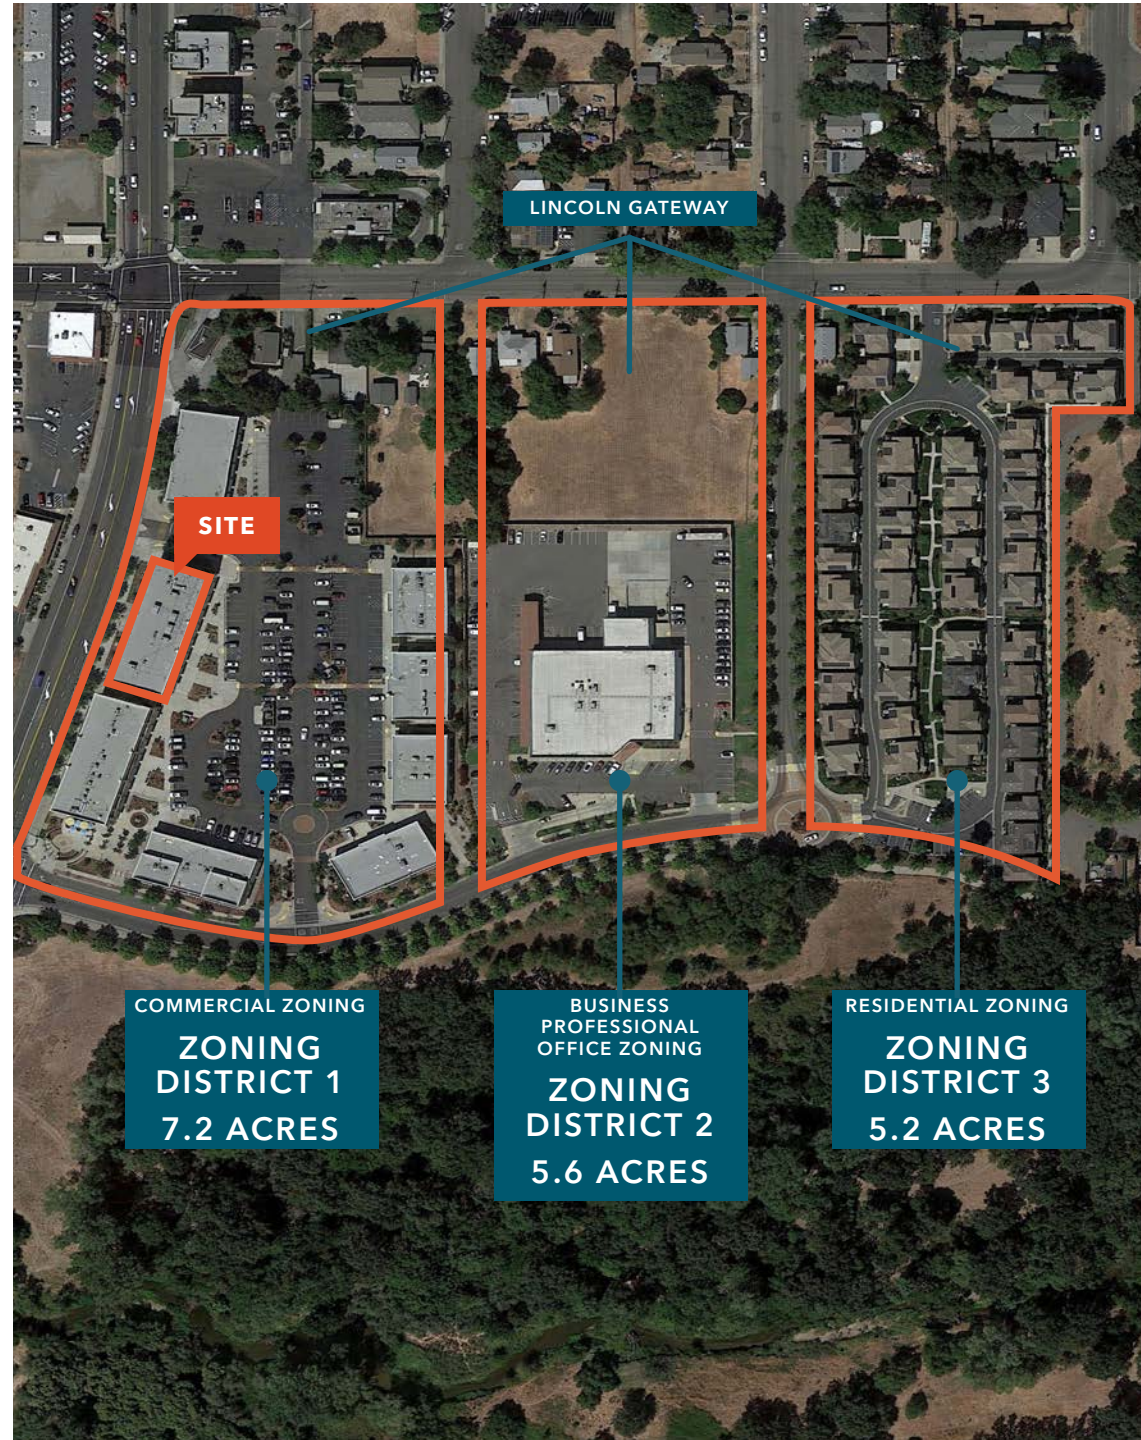 LINCOLN GATEWAY
SITE
COMMERCIAL ZONING
ZONING
DISTRICT 1
7.2 ACRES
BUSINESS
PROFESSIONAL
OFFICE ZONING
ZONING
DISTRICT 2
5.6 ACRES
RESIDENTIAL ZONING
ZONING
DISTRICT 3
5.2 ACRES